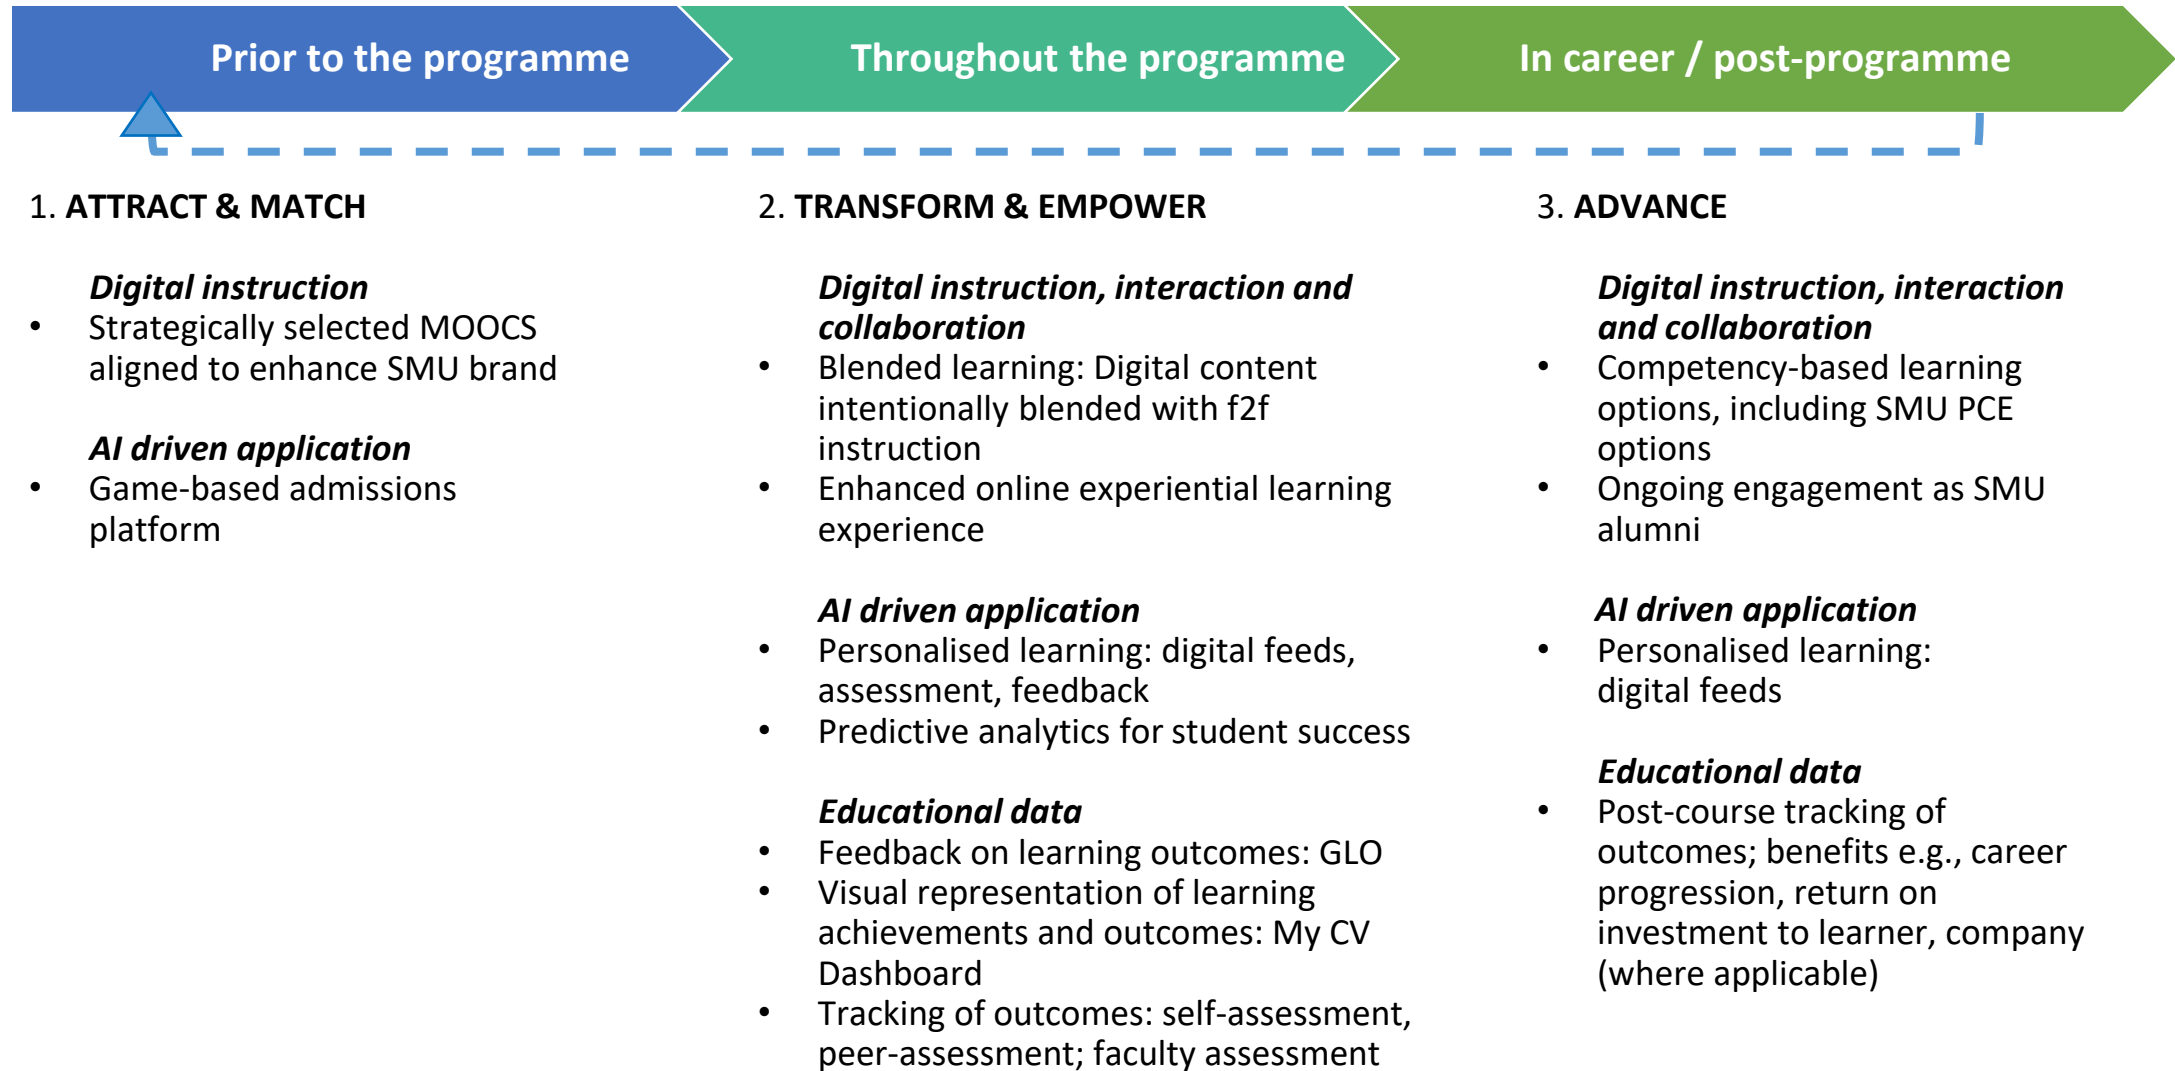 Prior to the programme
Throughout the programme
In career / post-programme
1. ATTRACT & MATCH
Digital instruction
• Strategically selected MOOCS
aligned to enhance SMU brand
AI driven application
• Game-based admissions
platform
2. TRANSFORM & EMPOWER
Digital instruction, interaction and
collaboration
• Blended learning: Digital content
intentionally blended with f2f
instruction
• Enhanced online experiential learning
experience
AI driven application
• Personalised learning: digital feeds,
assessment, feedback
• Predictive analytics for student success
Educational data
• Feedback on learning outcomes: GLO
• Visual representation of learning
achievements and outcomes: My CV
Dashboard
• Tracking of outcomes: self-assessment,
peer-assessment; faculty assessment
3. ADVANCE
Digital instruction, interaction
and collaboration
• Competency-based learning
options, including SMU PCE
options
• Ongoing engagement as SMU
alumni
AI driven application
• Personalised learning:
digital feeds
Educational data
• Post-course tracking of
outcomes; benefits e.g., career
progression, return on
investment to learner, company
(where applicable)